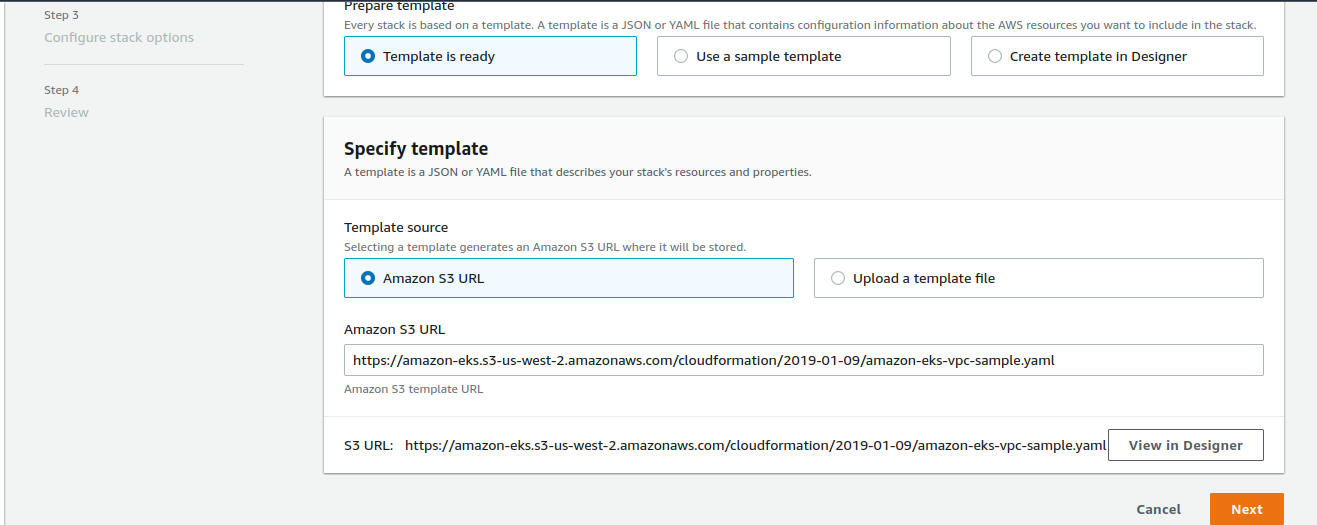 Step 3
Configure stack options
Step 4
Review
Prepare template
Every stack is based on a template. A template is a JSON or YAML file that contains configuration information about the AWS resources you want to include in the stack.
Template is ready
Use a sample template
Create template in Designer
Specify template
A template is a JSON or YAML file that describes your stack's resources and properties.
Template source
Selecting a template generates an Amazon S3 URL where it will be stored.
Amazon S3 URL
Upload a template file
Amazon S3 URL
https://amazon-eks.s3-us-west-2.amazonaws.com/cloudformation/2019-01-09/amazon-eks-vpc-sample.yaml
Amazon S3 template URL
S3 URL: https://amazon-eks.s3-us-west-2.amazonaws.com/cloudformation/2019-01-09/amazon-eks-vpc-sample.yaml
View in Designer
Cancel
Next